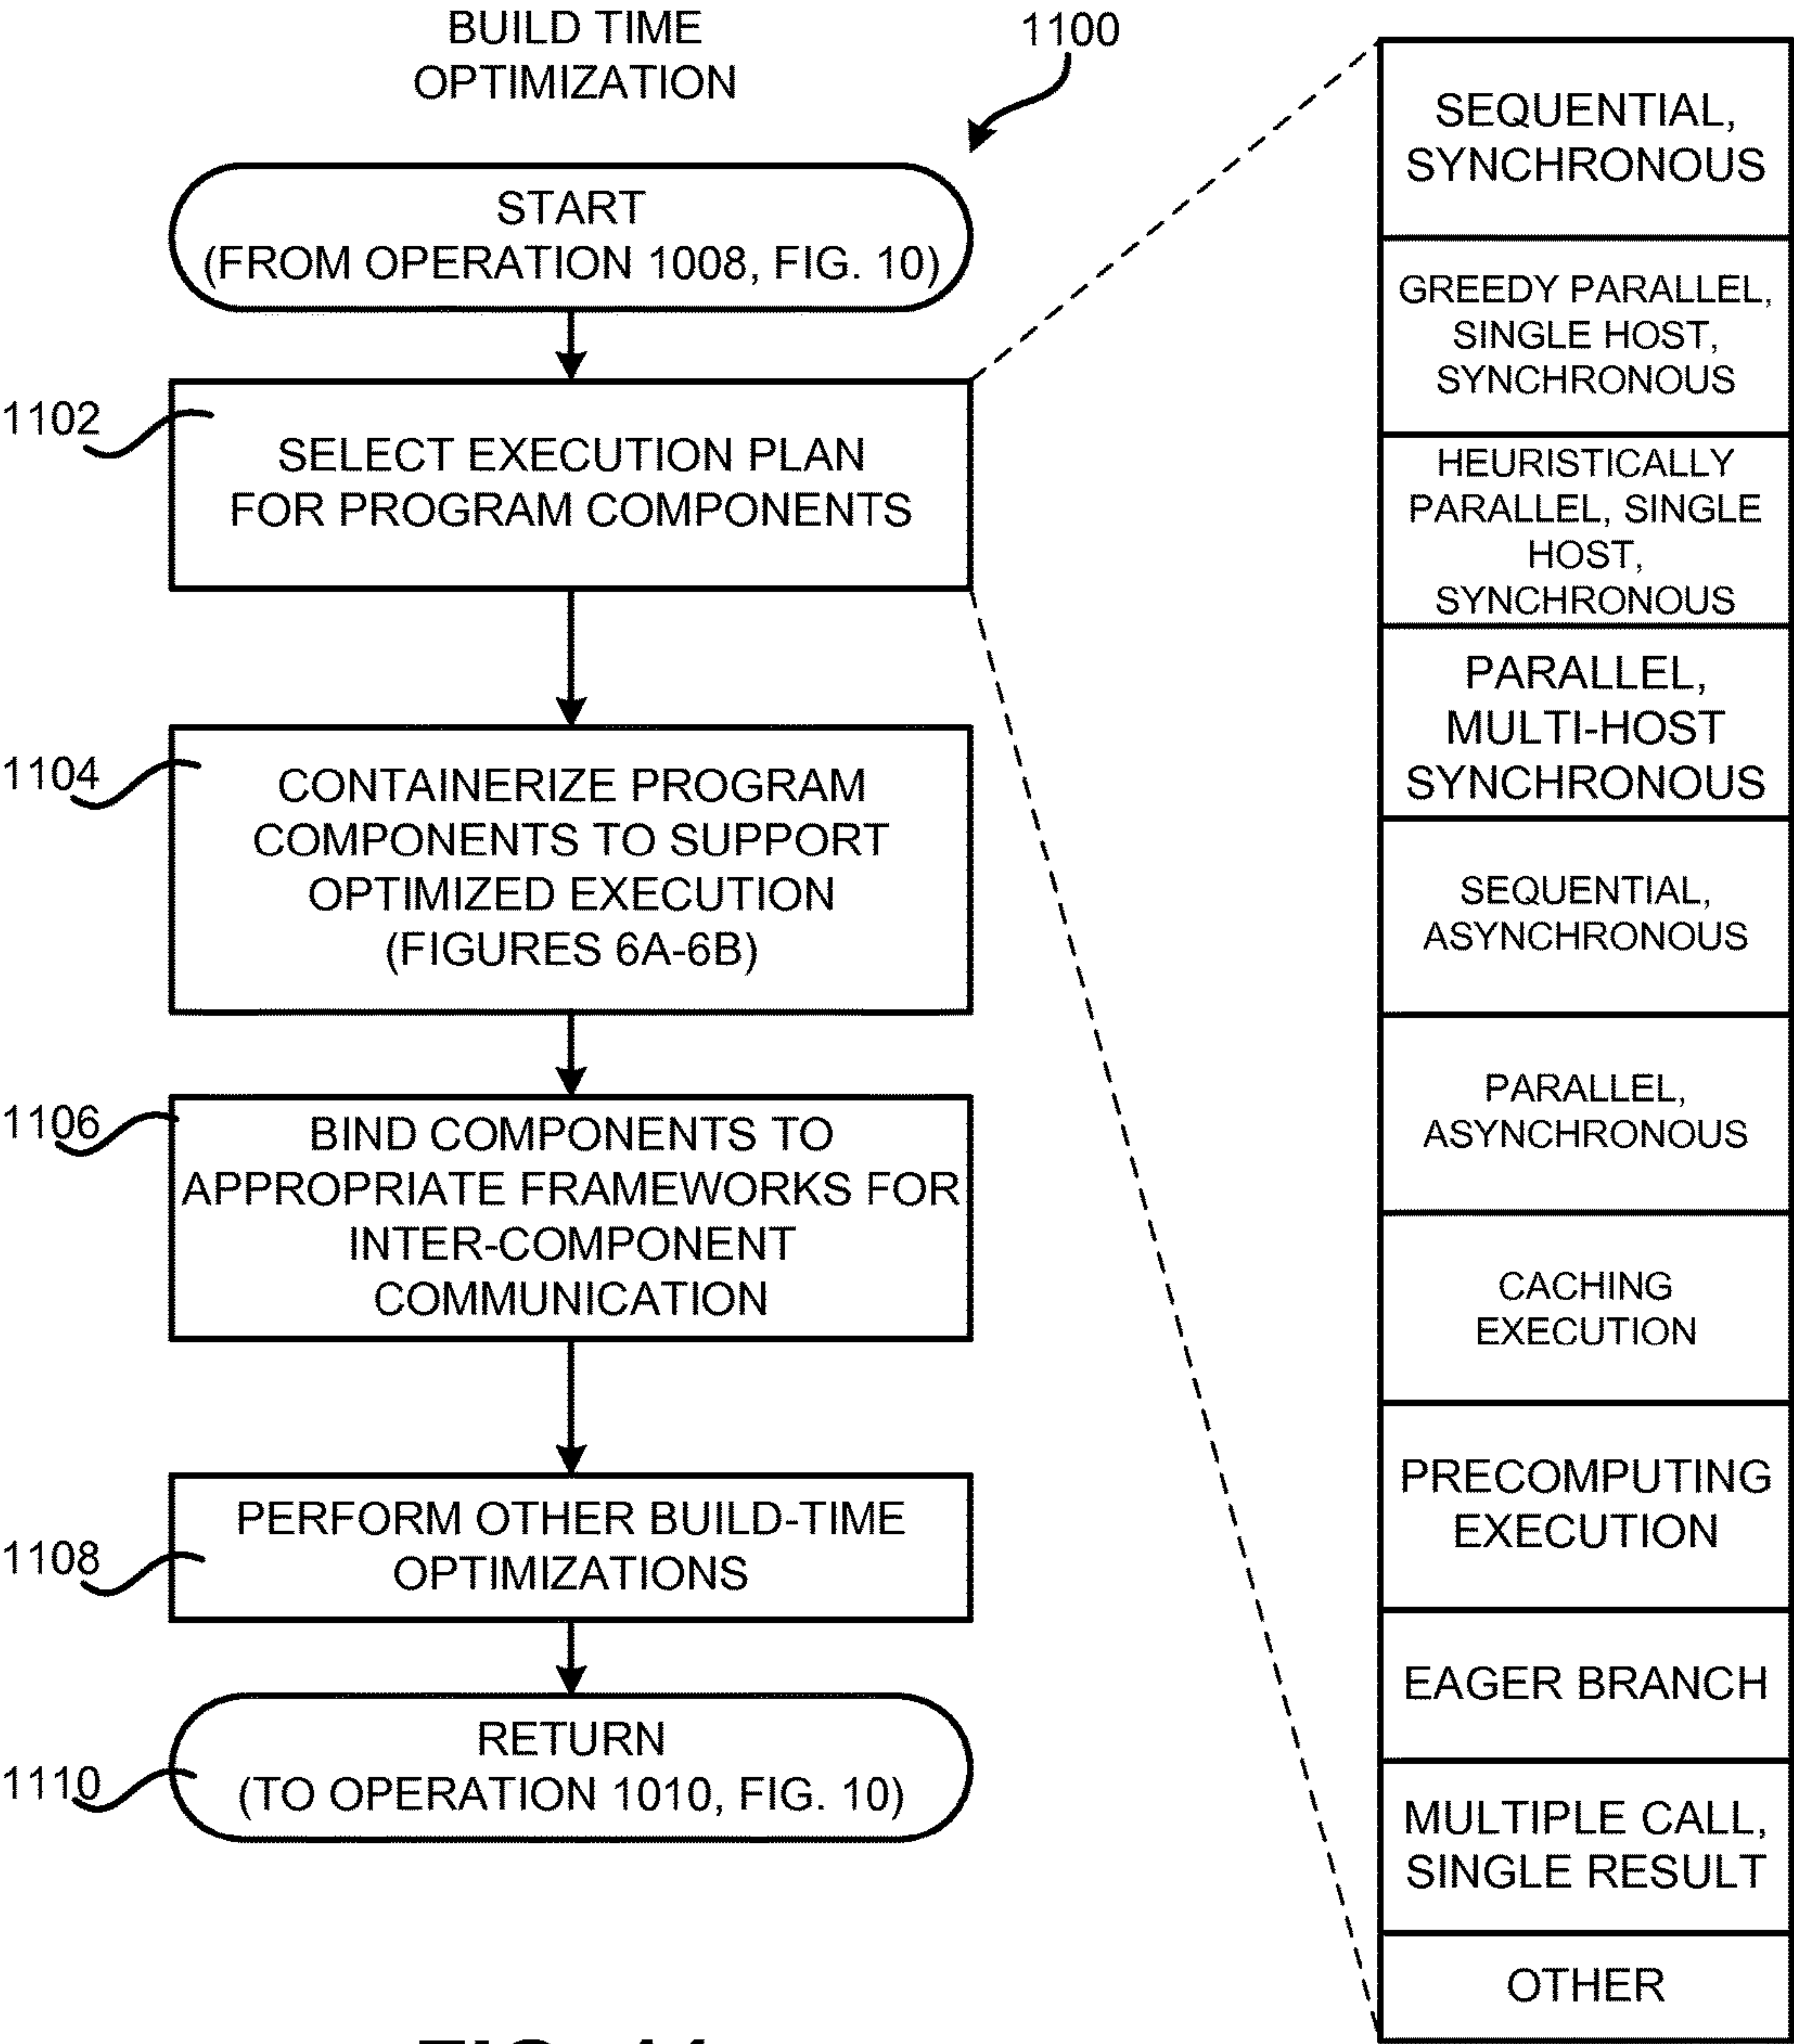 BUILD TIME
OPTIMIZATION
1100
START
(FROM OPERATION 1008, FIG. 10)
1102
SELECT EXECUTION PLAN
FOR PROGRAM COMPONENTS
1104
CONTAINERIZE PROGRAM
COMPONENTS TO SUPPORT
OPTIMIZED EXECUTION
(FIGURES 6A-6B)
1106
BIND COMPONENTS TO
APPROPRIATE FRAMEWORKS FOR
INTER-COMPONENT
COMMUNICATION
1108
PERFORM OTHER BUILD-TIME
OPTIMIZATIONS
1110
RETURN
(TO OPERATION 1010, FIG. 10)
SEQUENTIAL,
SYNCHRONOUS
GREEDY PARALLEL,
SINGLE HOST,
SYNCHRONOUS
HEURISTICALLY
PARALLEL, SINGLE
HOST,
SYNCHRONOUS
PARALLEL,
MULTI-HOST
SYNCHRONOUS
SEQUENTIAL,
ASYNCHRONOUS
PARALLEL,
ASYNCHRONOUS
CACHING
EXECUTION
PRECOMPUTING
EXECUTION
EAGER BRANCH
MULTIPLE CALL,
SINGLE RESULT
OTHER